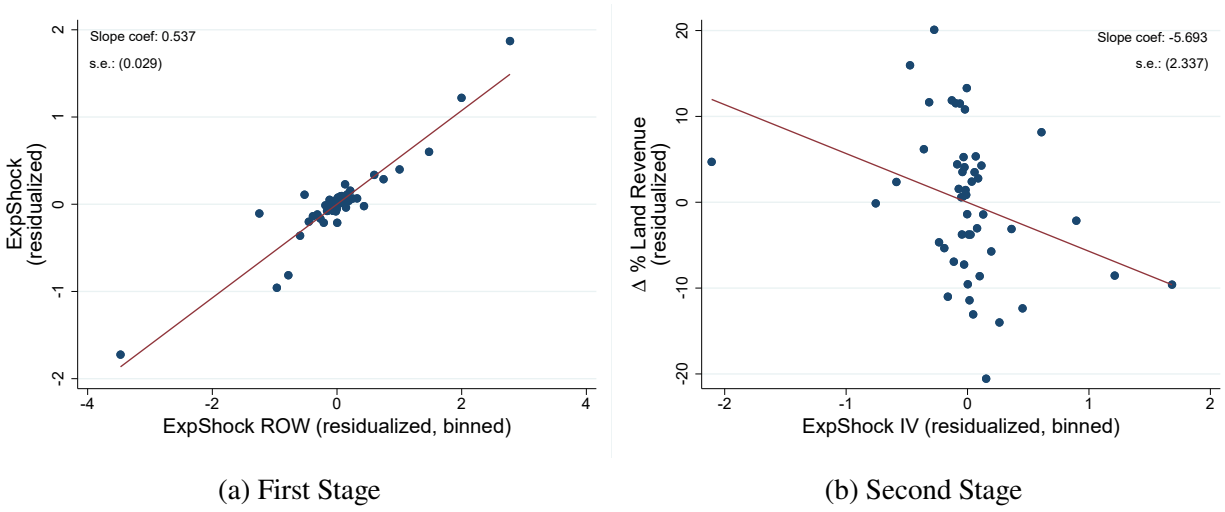 Slope coef: 0.537
s.e.: (0.029)
ExpShock
(residualized)
2
1
0
-1
-2
-4
-2
0
2
4
ExpShock ROW (residualized, binned)
(a) First Stage
Slope coef: -5.693
s.e.: (2.337)
Δ % Land Revenue
(residualized)
20
10
0
-10
-20
-2
-1
0
1
2
ExpShock IV (residualized, binned)
(b) Second Stage